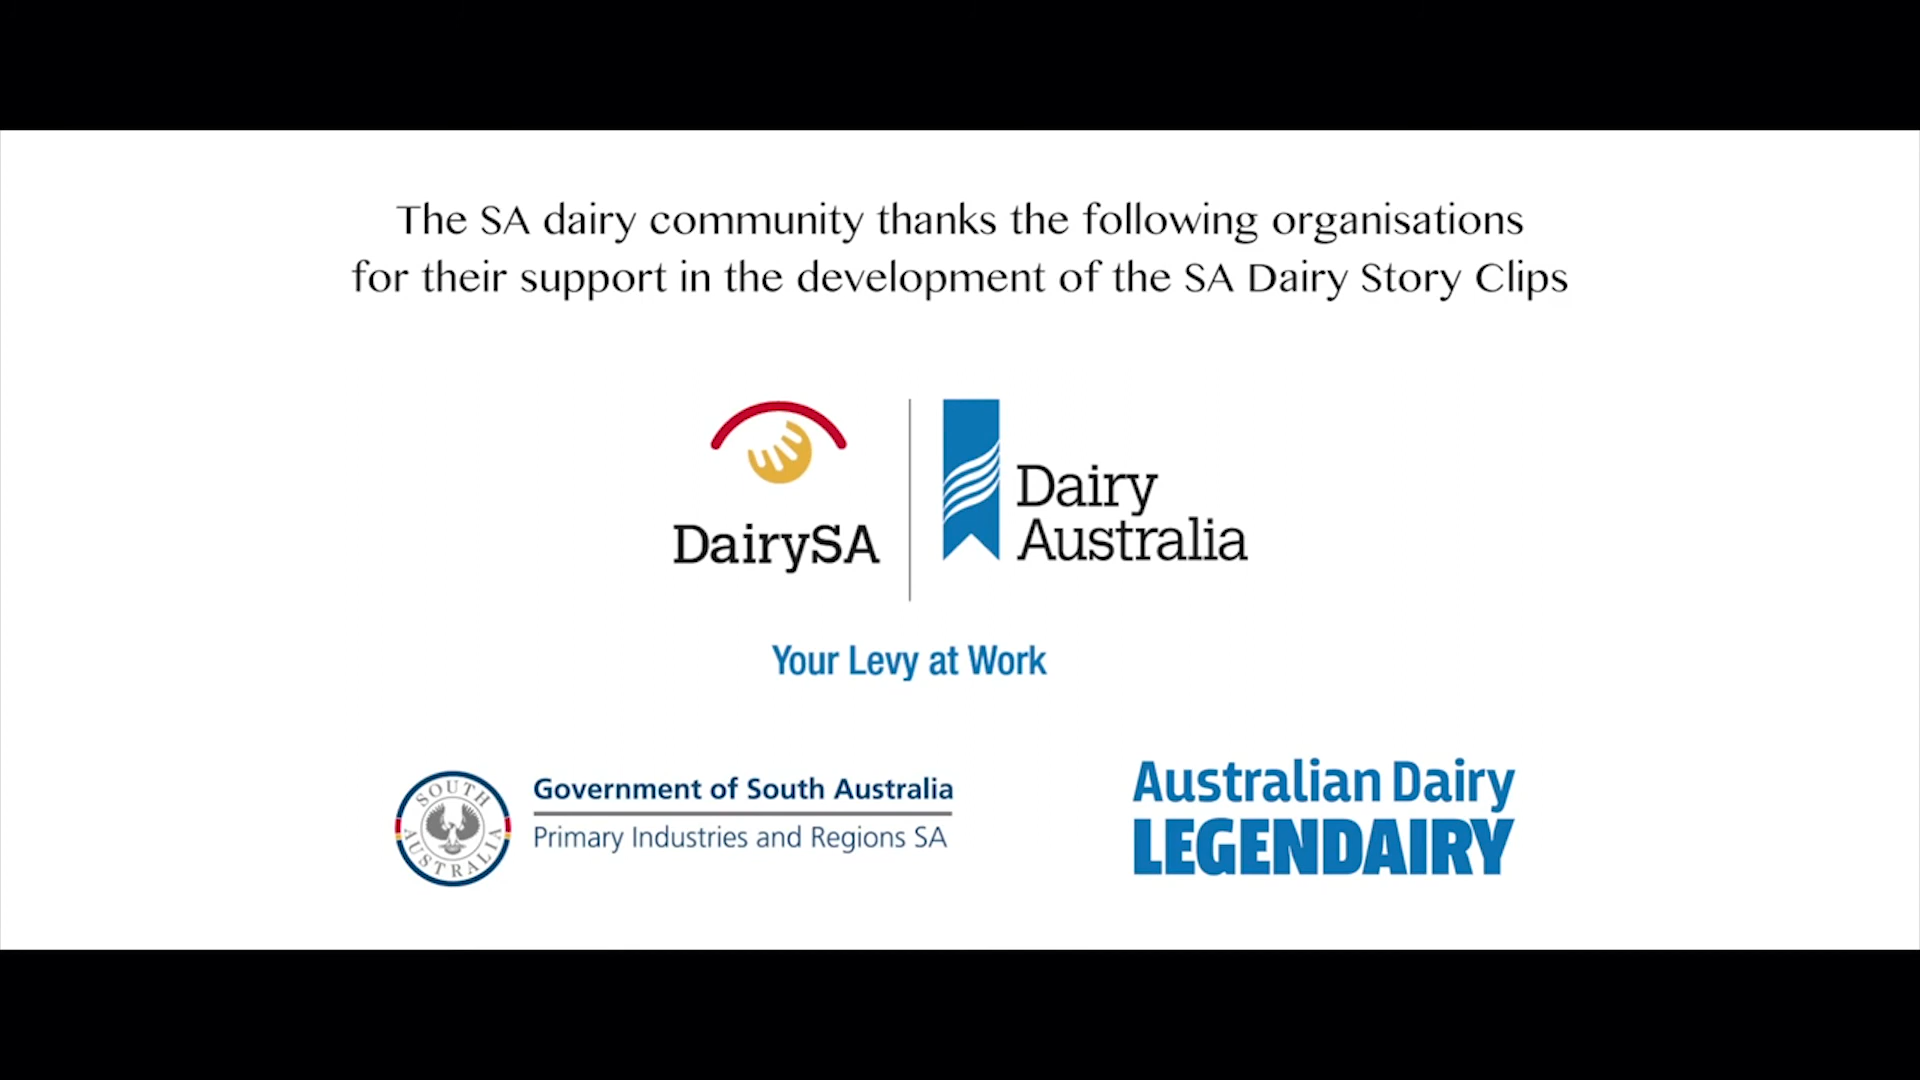 The SA dairy community thanks the following organisations
for their support in the development of the SA Dairy Story Clips
DairySA
Dairy
Australia
Your Levy at Work
SOUTH
AUSTRALIA
Government of South Australia
Primary Industries and Regions SA
Australian Dairy
LEGENDAIRY